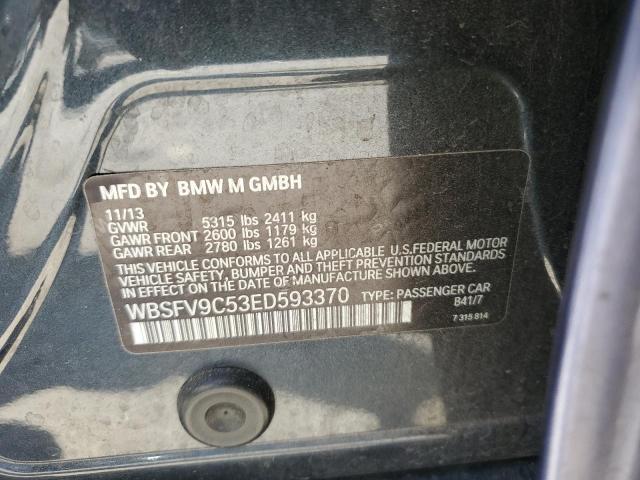 MFD BY BMW M GMBH
11/13
GVWR 5315 lbs 2411 kg
GAWR FRONT 2600 lbs 1179 kg
GAWR REAR 2780 lbs 1261 kg
THIS VEHICLE CONFORMS TO ALL APPLICABLE U.S.FEDERAL MOTOR
VEHICLE SAFETY, BUMPER AND THEFT PREVENTION STANDARDS
IN EFFECT ON THE DATE OF MANUFACTURE SHOWN ABOVE.
WBSFV9C53ED593370 TYPE: PASSENGER CAR
B41/7
7 315 814